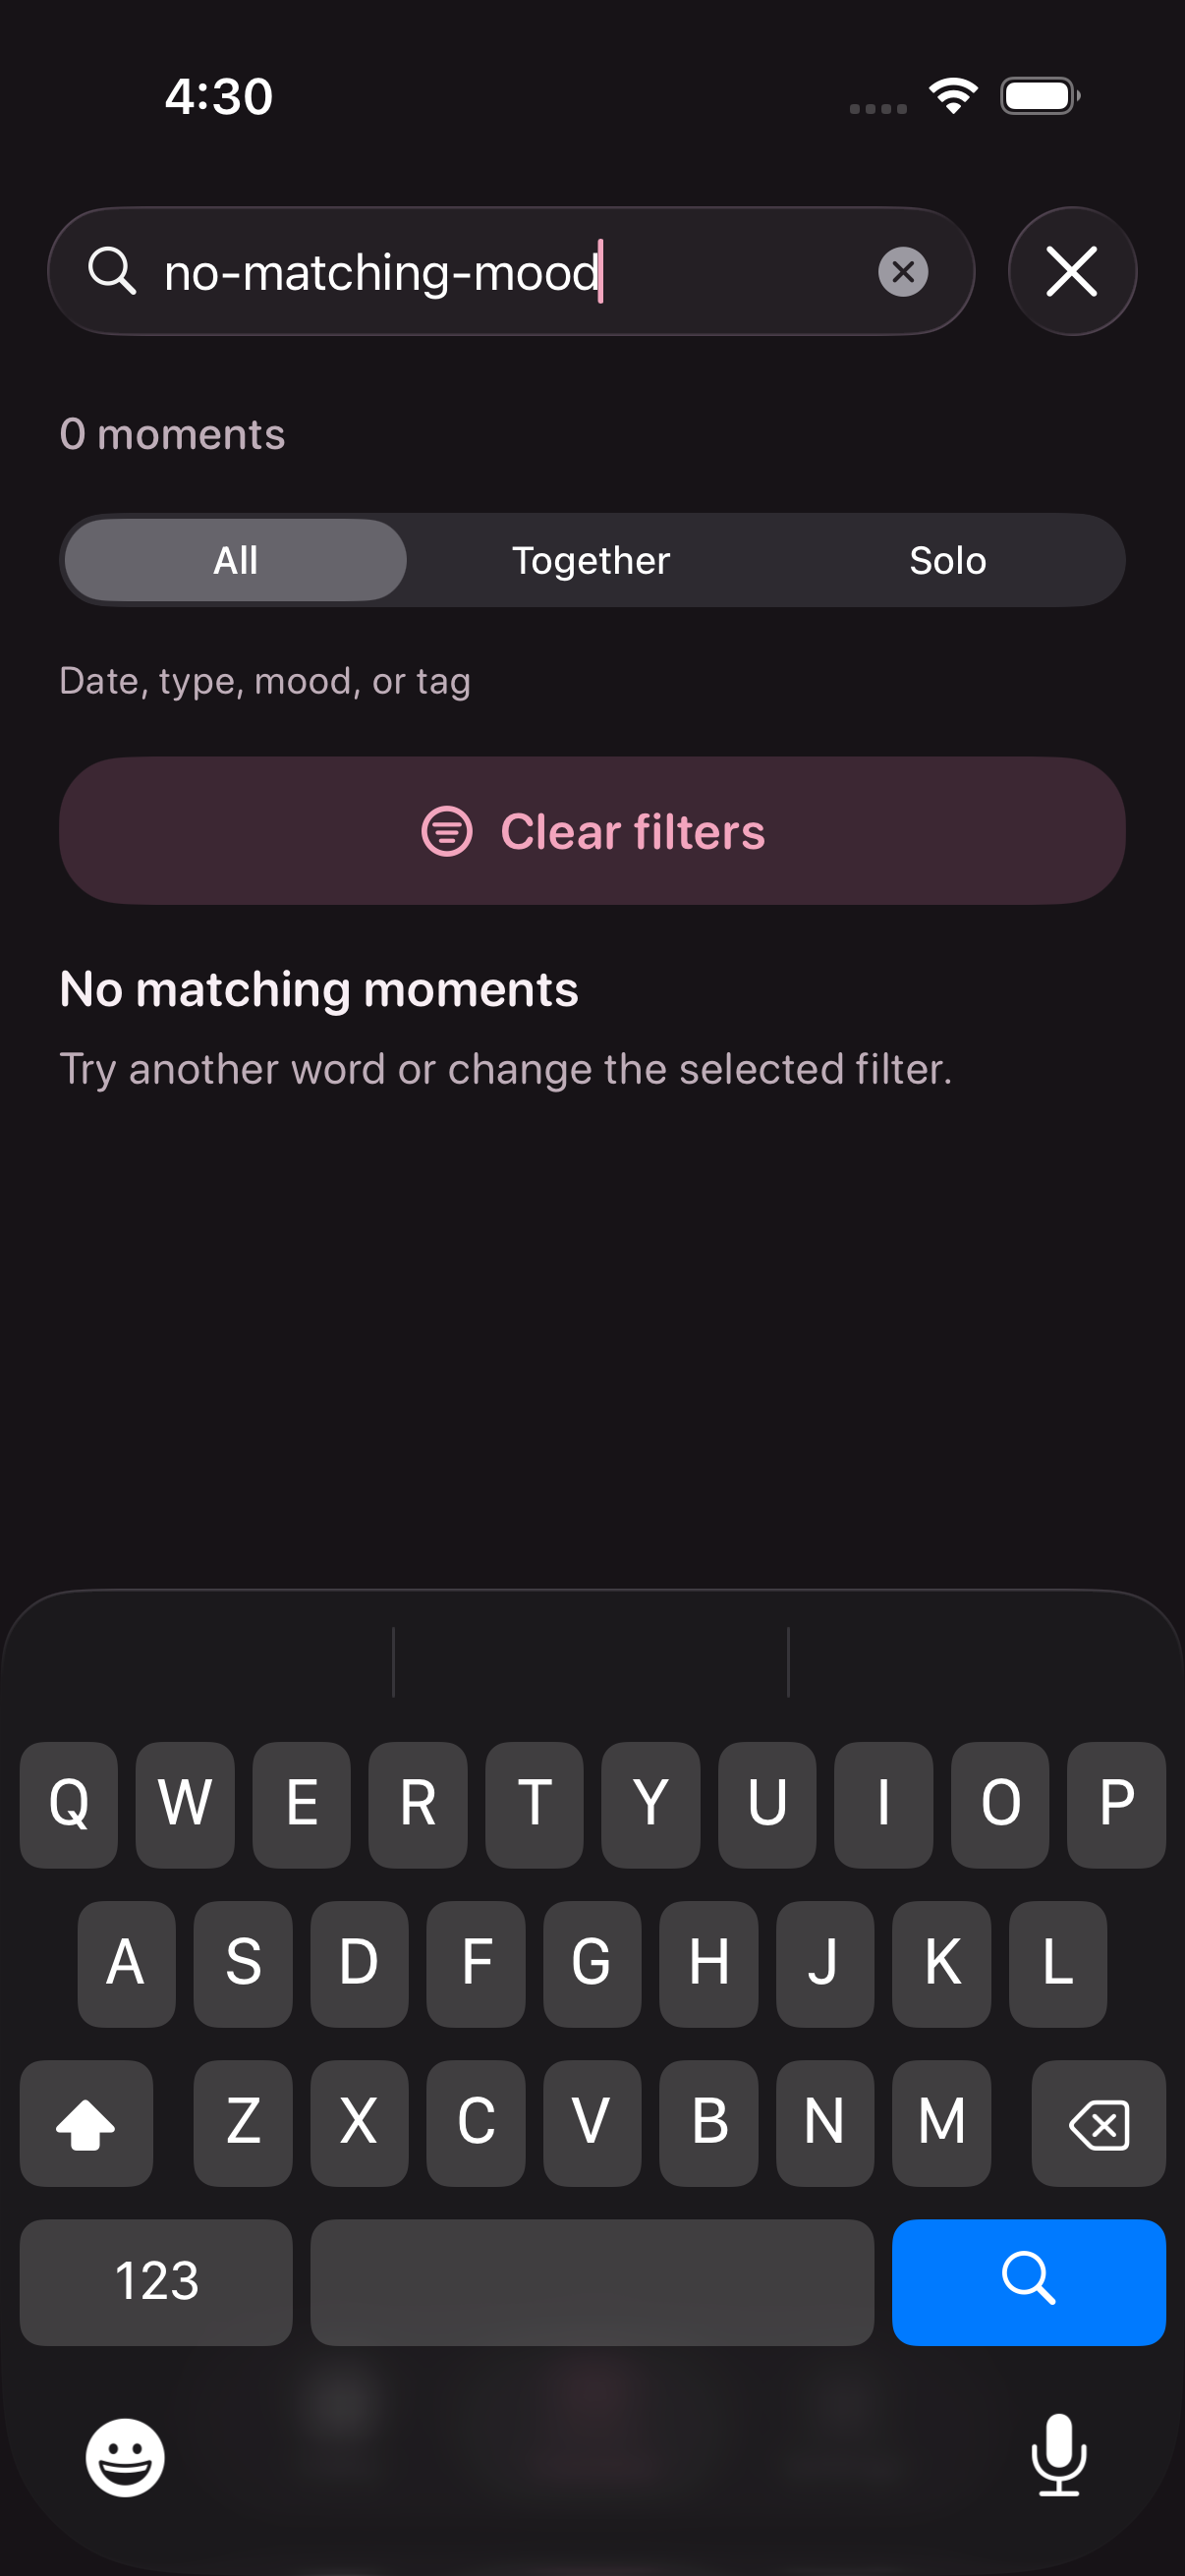 4:30
no-matching-mood
0 moments
All Together Solo
Date, type, mood, or tag
Clear filters
No matching moments
Try another word or change the selected filter.
Q W E R T Y U I O P
A S D F G H J K L
Z X C V B N M
123